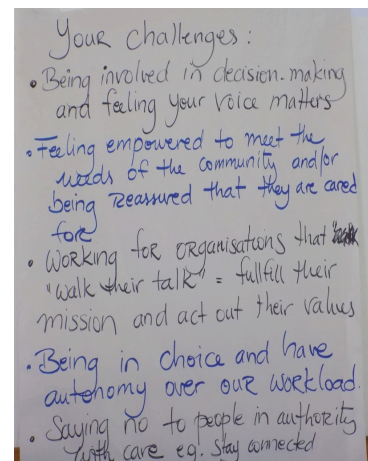 Your challenges:
• Being involved in decision-making
and feeling your voice matters
• Feeling empowered to meet the
needs of the community and/or
being reassured that they are cared
fore
• Working for organisations that
"walk their talk" = fullfill their
mission and act out their values
• Being in choice and have
autonomy over our workload.
• Saying no to people in authority
with care eg. stay connected